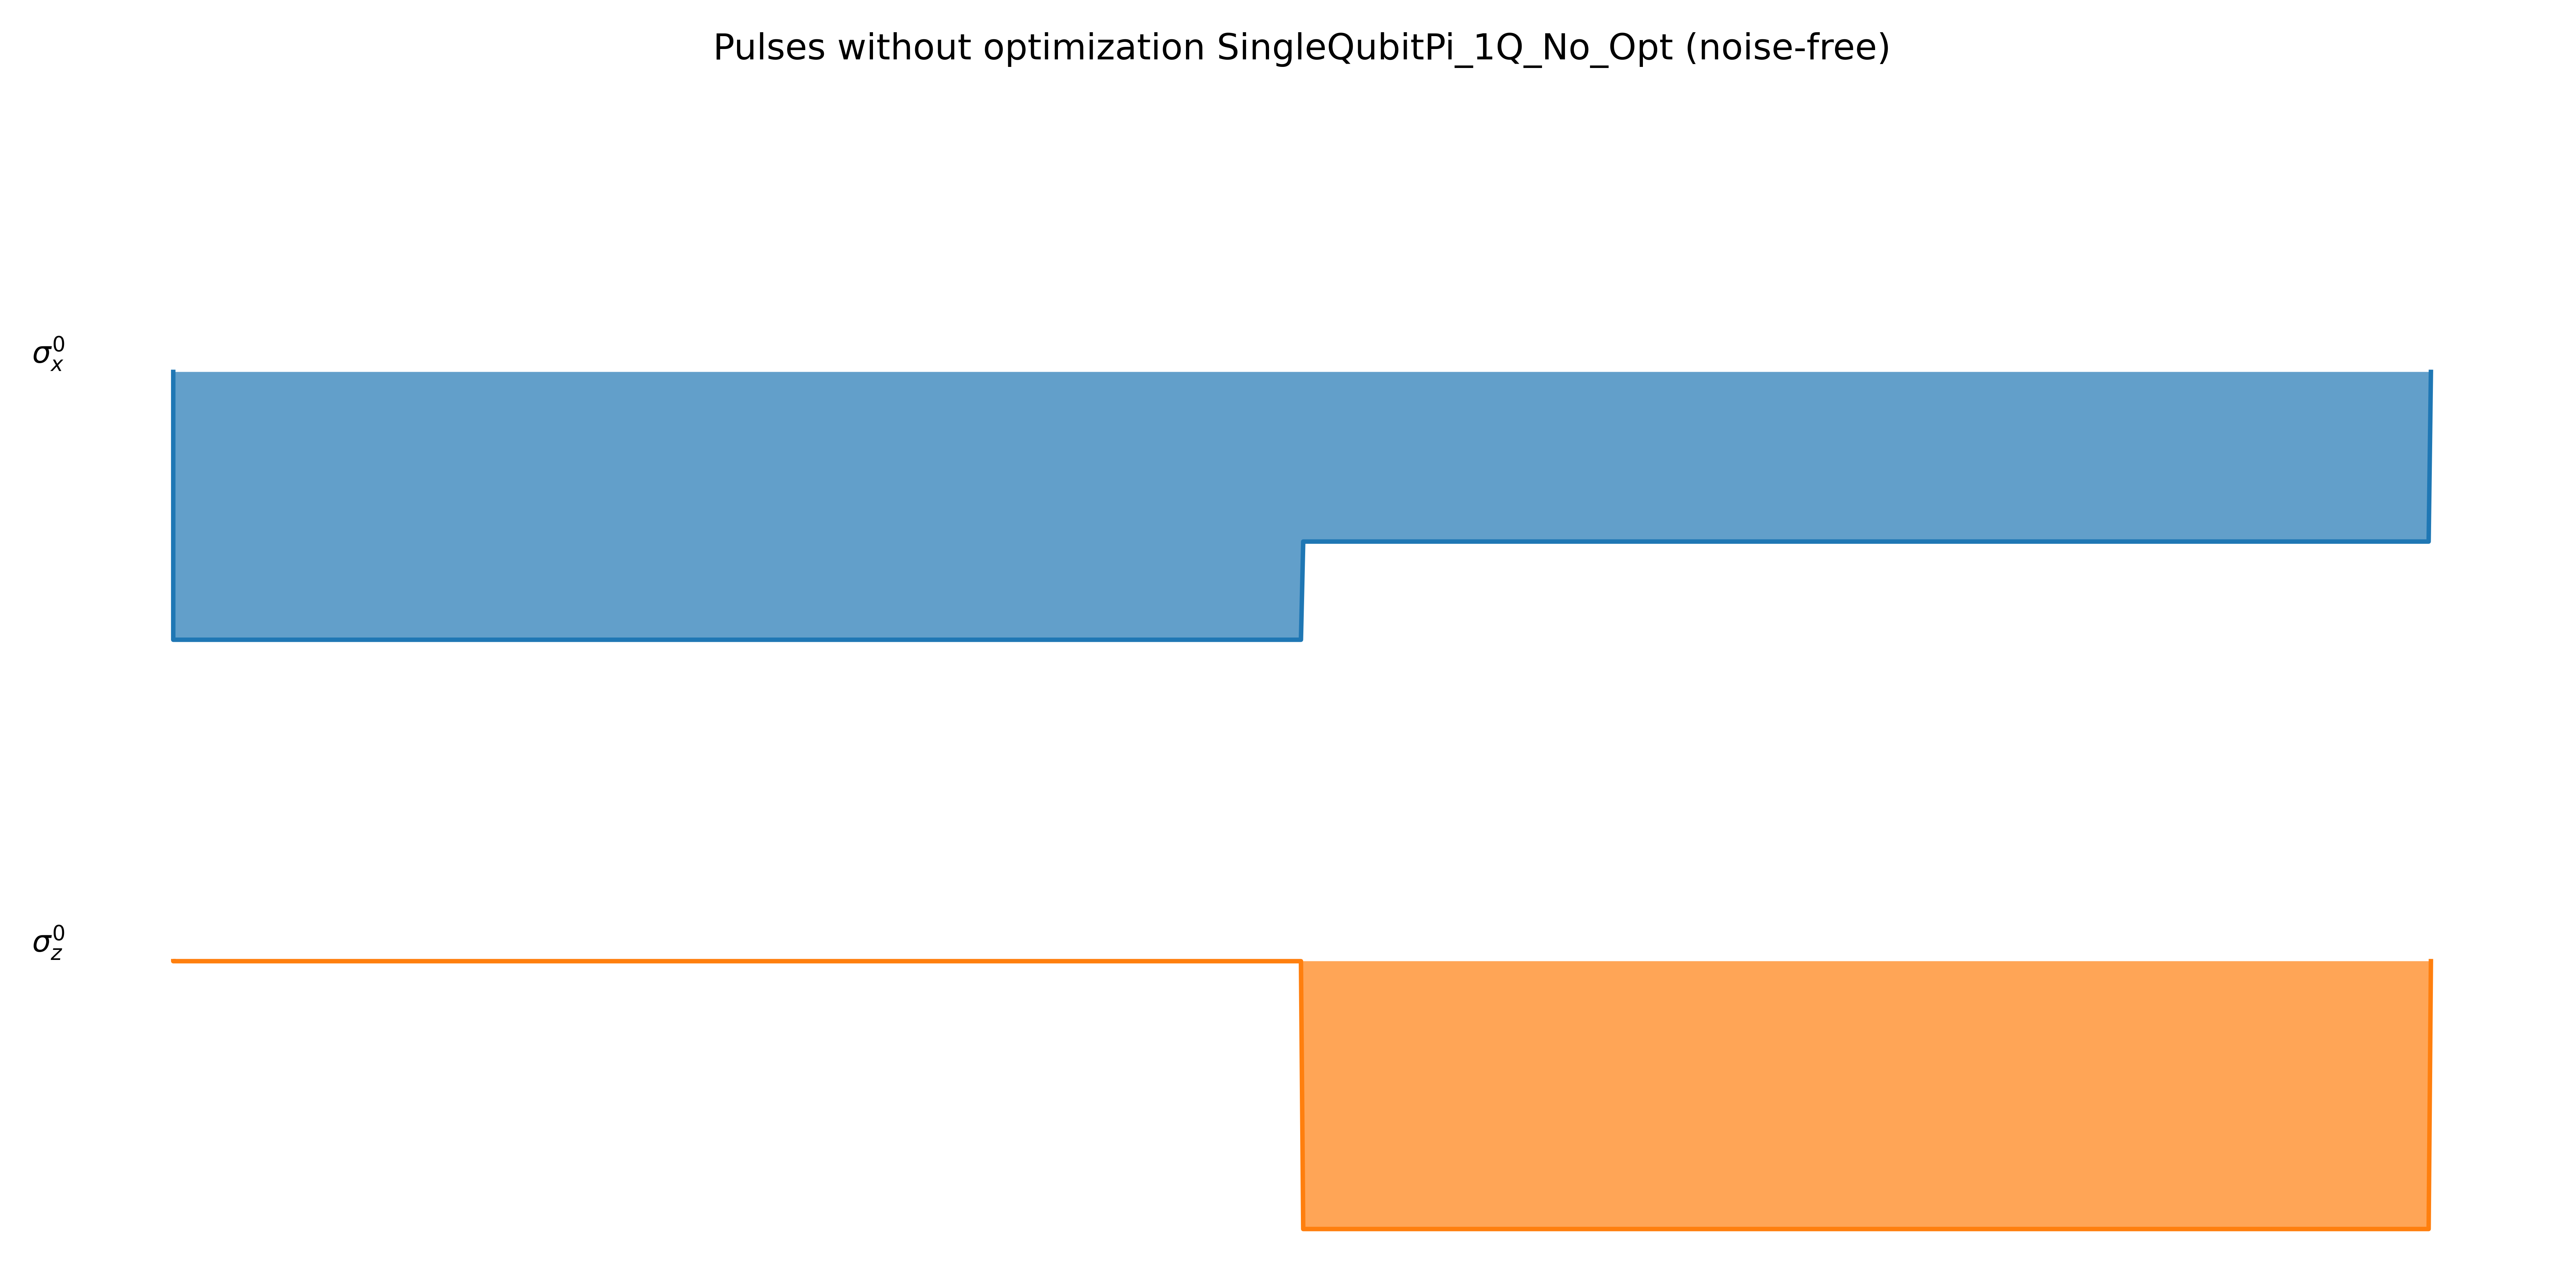 Pulses without optimization SingleQubitPi_1Q_No_Opt (noise-free)
σ_x^0
σ_z^0